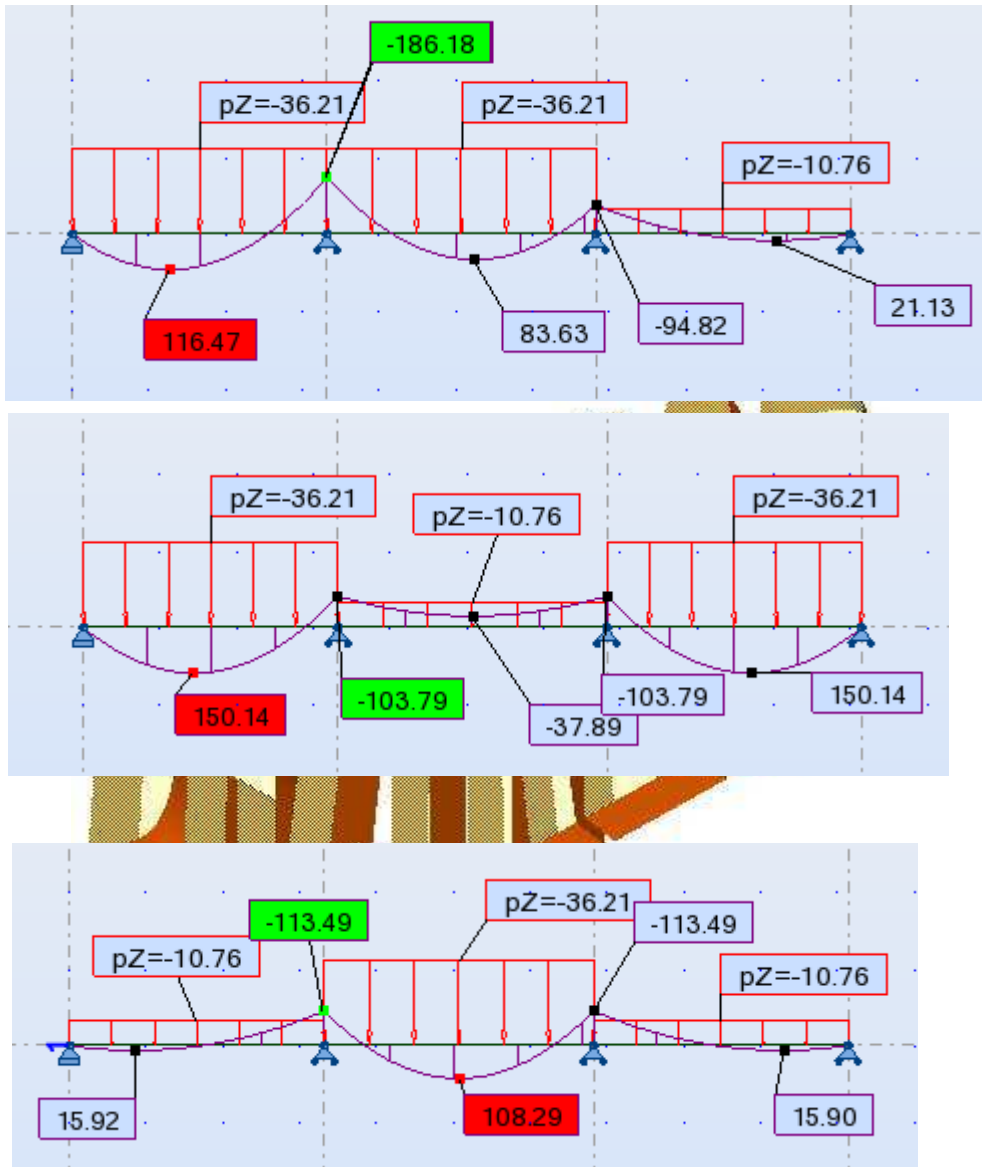 -186.18
pZ=-36.21
pZ=-36.21
pZ=-10.76
116.47
83.63
-94.82
21.13
pZ=-36.21
pZ=-10.76
pZ=-36.21
150.14
-103.79
-37.89
-103.79
150.14
-113.49
pZ=-36.21
-113.49
pZ=-10.76
pZ=-10.76
15.92
108.29
15.90